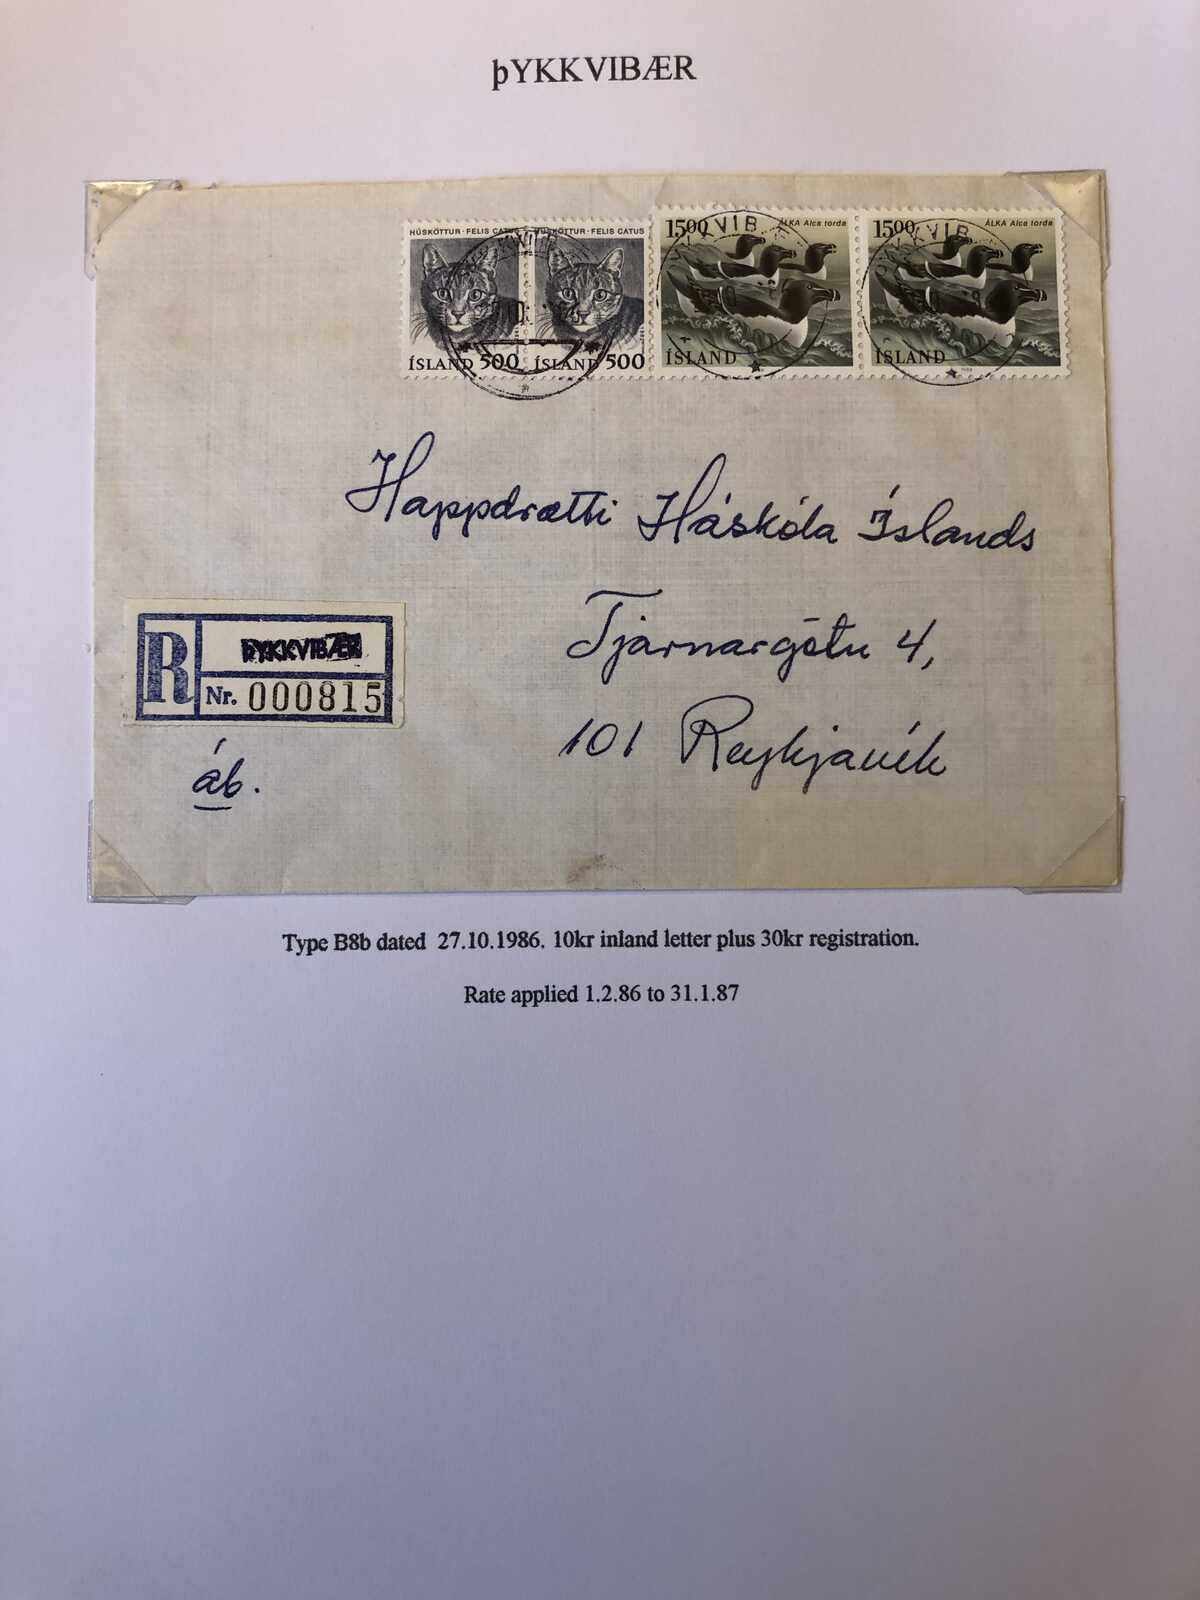 ÞYKKVIBÆR
HÚSKÖTTUR · FELIS CATUS
HÚSKÖTTUR · FELIS CATUS
ÍSLAND 500
ÍSLAND 500
1500 ÁLKA Alca torda
ÍSLAND
1500 ÁLKA Alca torda
ÍSLAND
Happdrætti Háskóla Íslands
Tjarnargötu 4,
101 Reykjavík
R ÞYKKVIBÆR
Nr. 000815
áb.
Type B8b dated 27.10.1986. 10kr inland letter plus 30kr registration.
Rate applied 1.2.86 to 31.1.87